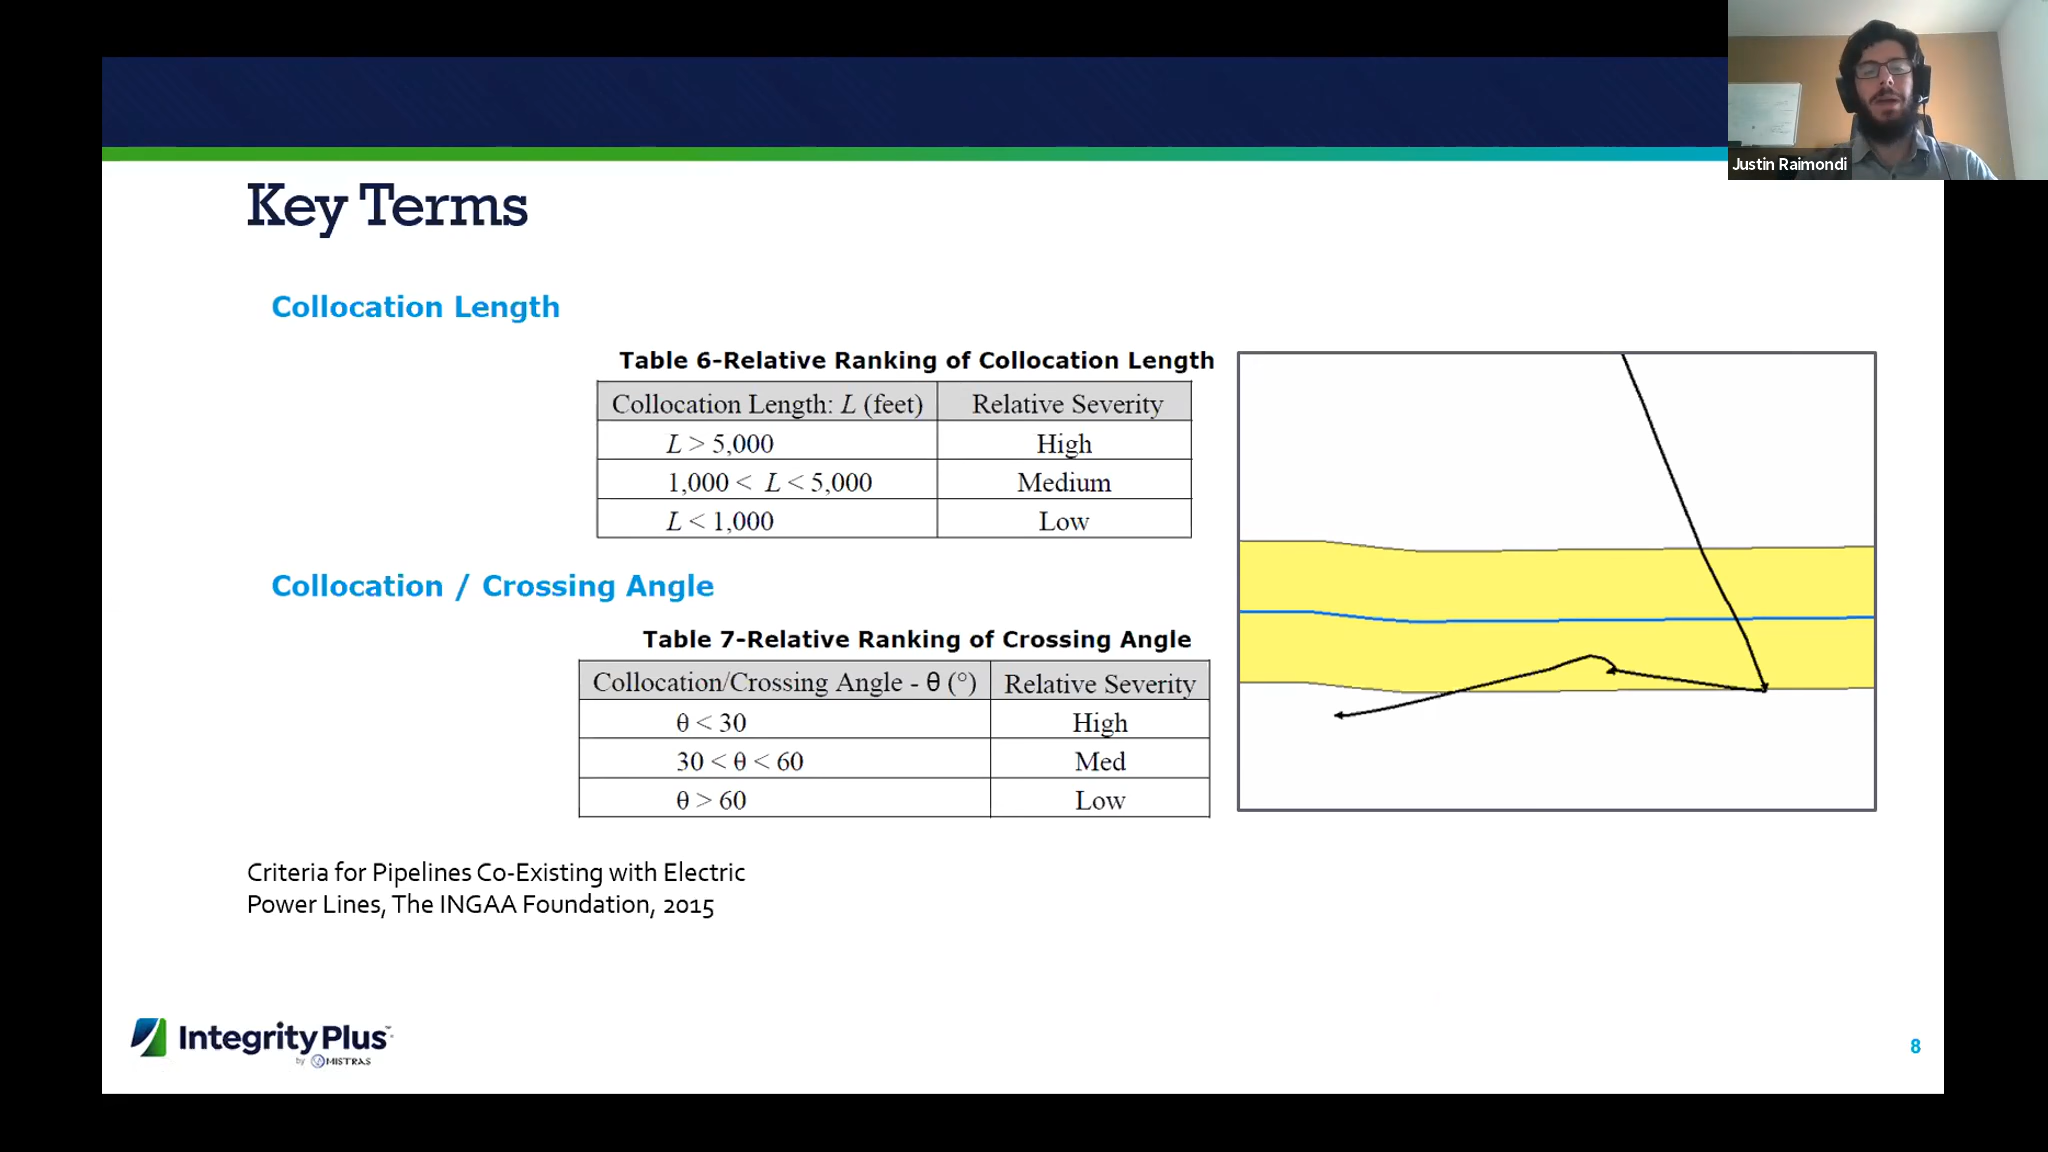 Justin Raimondi
Key Terms
Collocation Length
Table 6-Relative Ranking of Collocation Length
Collocation Length: L (feet) Relative Severity
L > 5,000 High
1,000 < L < 5,000 Medium
L < 1,000 Low
Collocation / Crossing Angle
Table 7-Relative Ranking of Crossing Angle
Collocation/Crossing Angle - θ (°) Relative Severity
θ < 30 High
30 < θ < 60 Med
θ > 60 Low
Criteria for Pipelines Co-Existing with Electric
Power Lines, The INGAA Foundation, 2015
Integrity Plus™
by MISTRAS
8